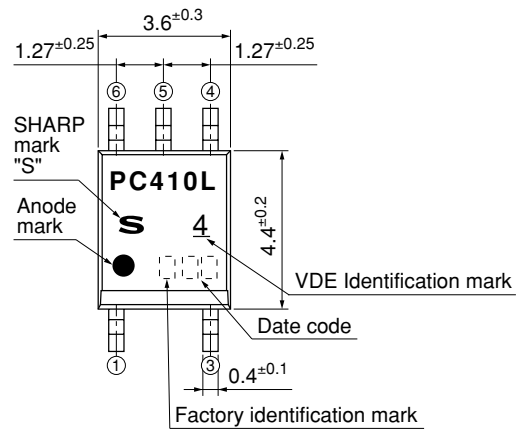 3.6±0.3
1.27±0.25 1.27±0.25
⑥ ⑤ ④
SHARP
mark
"S"
PC410L
Anode
mark
S 4
4.4±0.2
VDE Identification mark
Date code
① ③
0.4±0.1
Factory identification mark